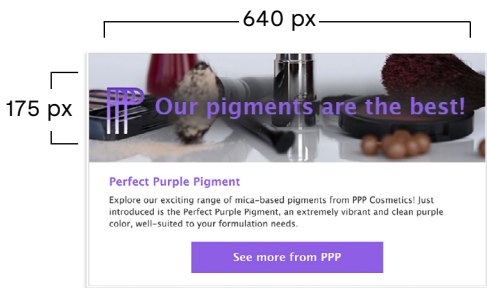 640 px
175 px
PPP
Our pigments are the best!
Perfect Purple Pigment
Explore our exciting range of mica-based pigments from PPP Cosmetics! Just
introduced is the Perfect Purple Pigment, an extremely vibrant and clean purple
color, well-suited to your formulation needs.
See more from PPP